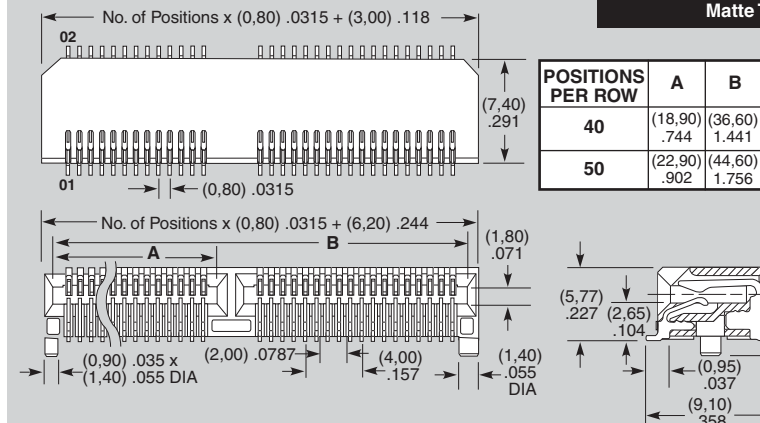 Matte
No. of Positions x (0,80) .0315 + (3,00) .118
02
(7,40)
.291
01
(0,80) .0315
POSITIONS PER ROW A B
40 (18,90) .744 (36,60) 1.441
50 (22,90) .902 (44,60) 1.756
No. of Positions x (0,80) .0315 + (6,20) .244
B
A
(1,80)
.071
(0,90) .035 x
(1,40) .055 DIA
(2,00) .0787
(4,00)
.157
(1,40)
.055
DIA
(5,77)
.227
(2,65)
.104
(0,95)
.037
(9,10)
.358